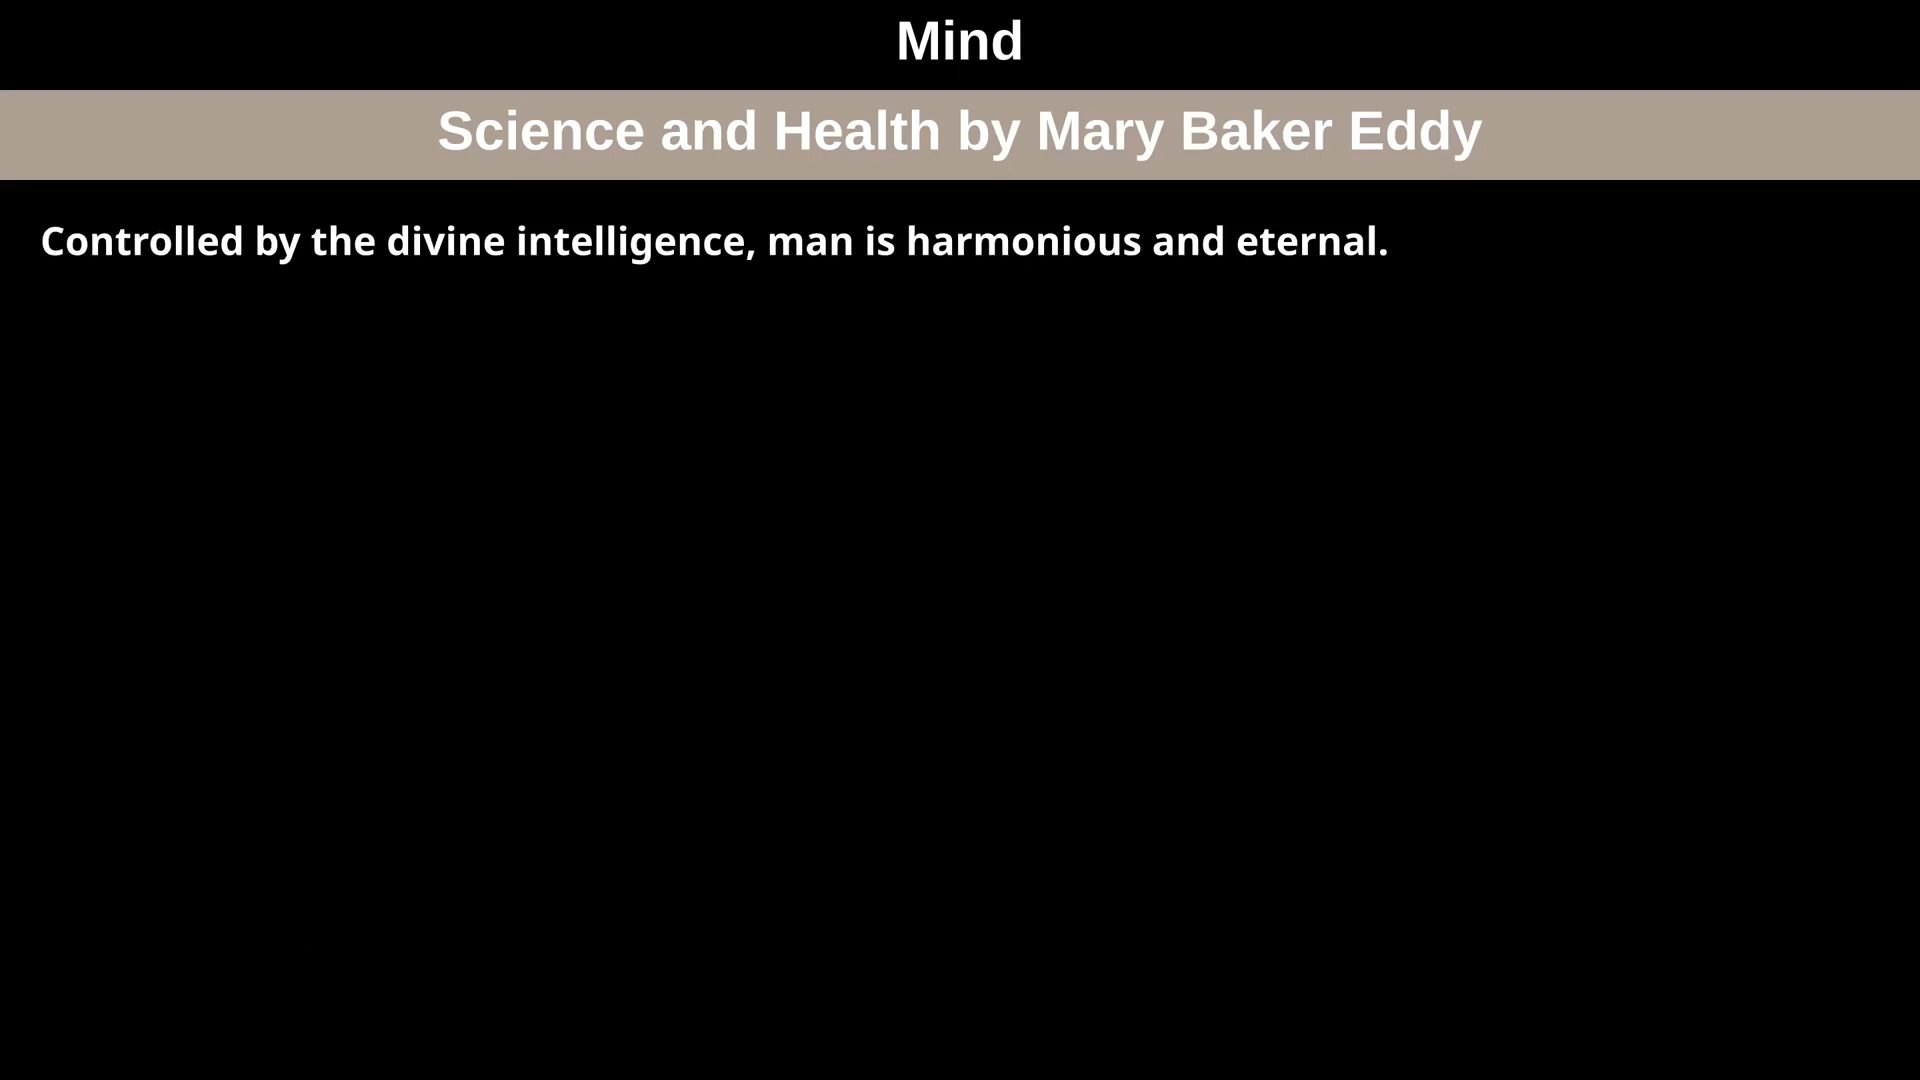 Mind
Science and Health by Mary Baker Eddy
Controlled by the divine intelligence, man is harmonious and eternal.